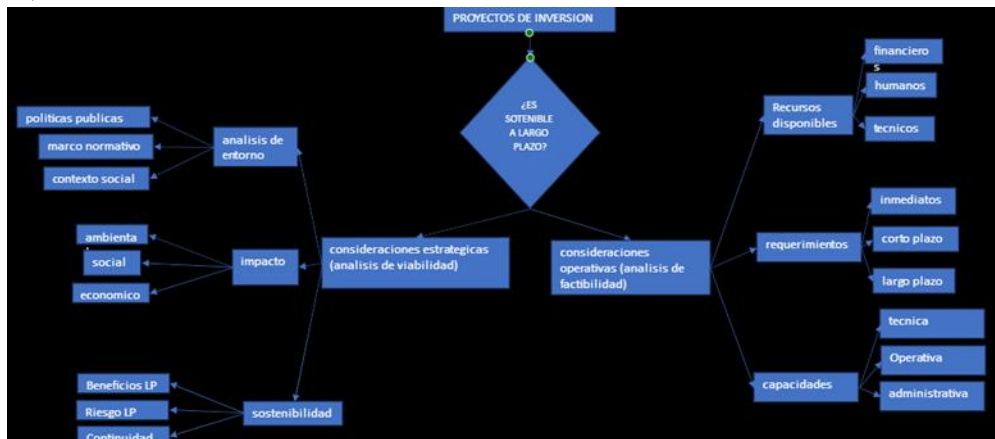 PROYECTOS DE INVERSION
¿ES
SOTENIBLE
A LARGO
PLAZO?
politicas publicas
marco normativo
contexto social
analisis de
entorno
ambienta
l
social
economico
impacto
consideraciones estrategicas
(analisis de viabilidad)
Beneficios LP
Riesgo LP
Continuidad
sostenibilidad
consideraciones
operativas (analisis de
factibilidad)
Recursos
disponibles
financiero
s
humanos
tecnicos
requerimientos
inmediatos
corto plazo
largo plazo
capacidades
tecnica
Operativa
administrativa